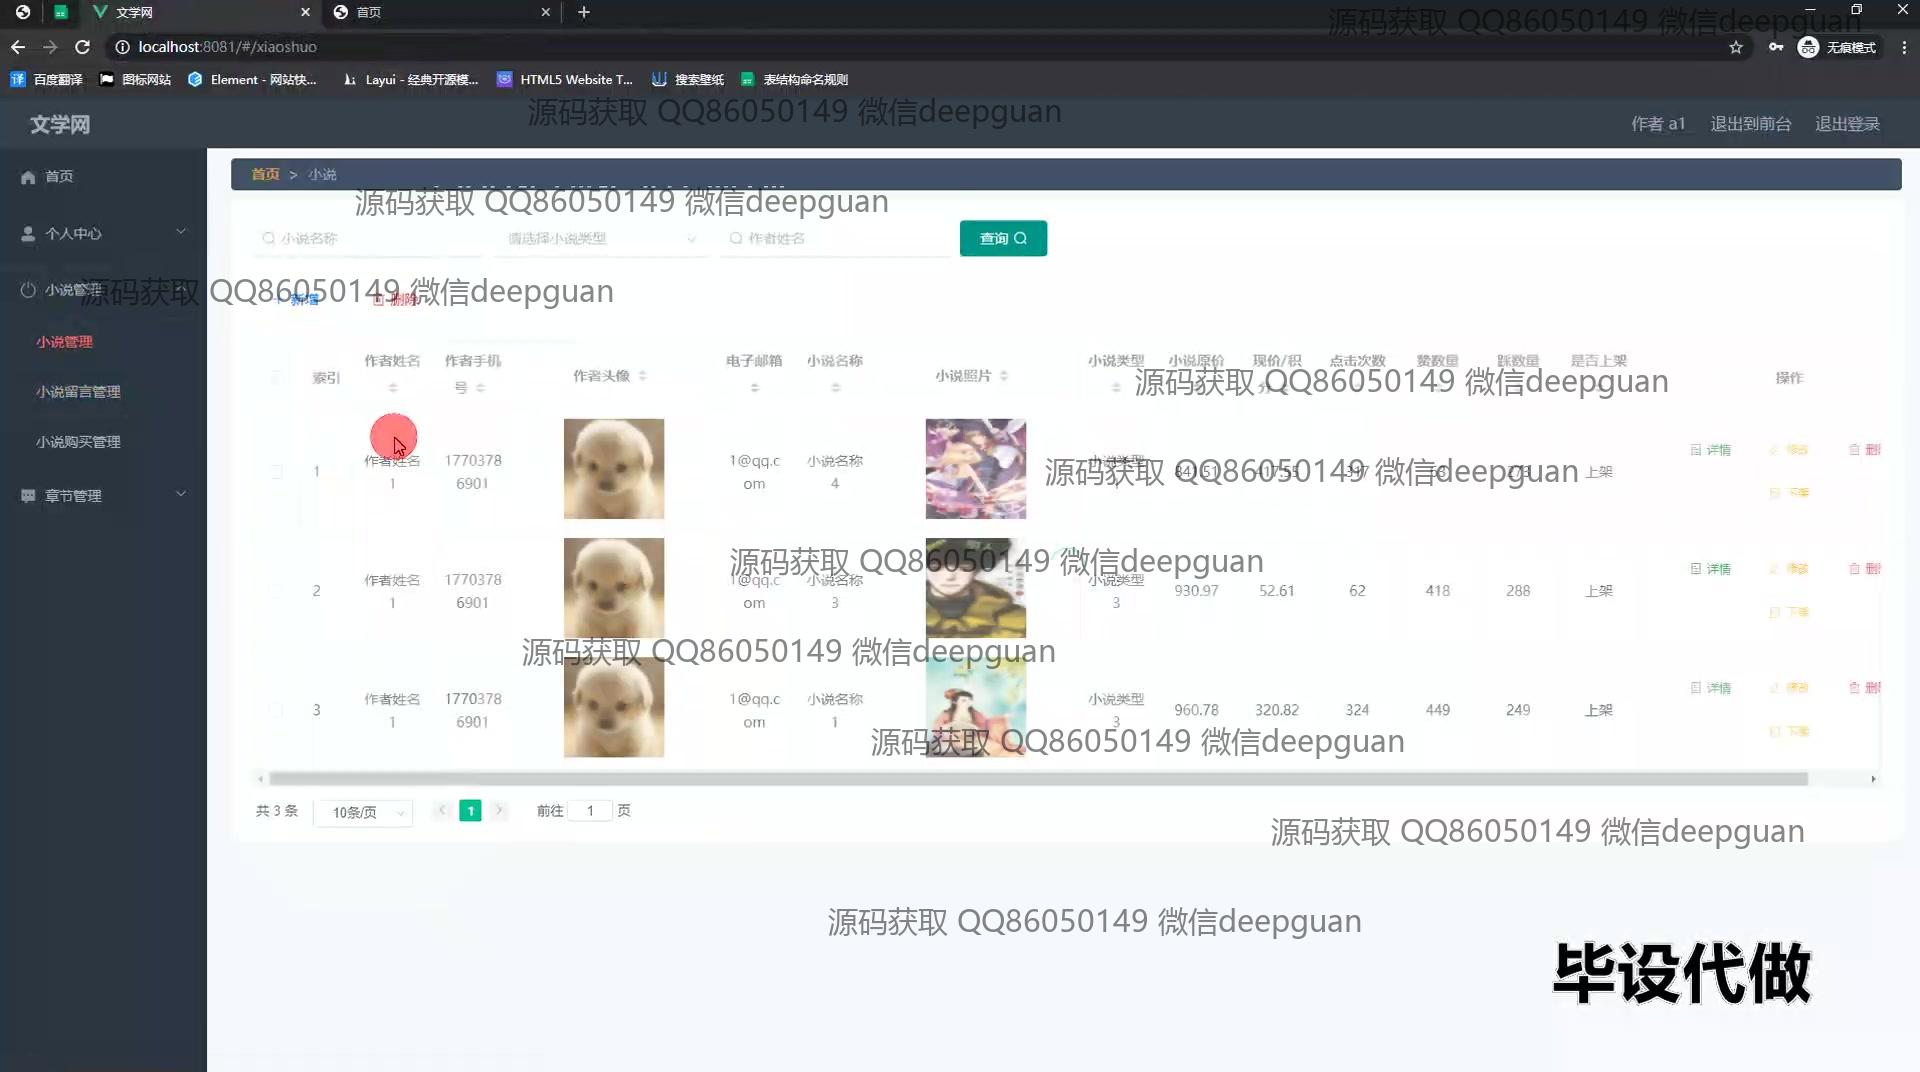 文学网
首页
源码获取 QQ86050149 微信deepguan
localhost:8081/#/xiaoshuo
无痕模式
百度翻译
图标网站
Element - 网站快...
Layui - 经典开源模...
HTML5 Website T...
搜索壁纸
表结构命名规则
源码获取 QQ86050149 微信deepguan
文学网
作者 a1
退出到前台
退出登录
首页
个人中心
小说管理
小说管理
小说留言管理
小说购买管理
章节管理
首页 > 小说
源码获取 QQ86050149 微信deepguan
小说名称
请选择小说类型
作者姓名
查询
源码获取 QQ86050149 微信deepguan
新增
删除
索引
作者姓名
作者手机号
作者头像
电子邮箱
小说名称
小说照片
小说类型
小说原价
现价/积分
点击次数
赞数量
踩数量
是否上架
操作
源码获取 QQ86050149 微信deepguan
1
作者姓名1
17703786901
1@qq.com
小说名称4
小说类型
841.51
417.55
上架
详情
修改
下架
源码获取 QQ86050149 微信deepguan
源码获取 QQ86050149 微信deepguan
2
作者姓名1
17703786901
1@qq.com
小说名称3
小说类型3
930.97
52.61
62
418
288
上架
详情
修改
下架
源码获取 QQ86050149 微信deepguan
3
作者姓名1
17703786901
1@qq.com
小说名称1
小说类型3
960.78
320.82
324
449
249
上架
详情
修改
下架
源码获取 QQ86050149 微信deepguan
共 3 条
10条/页
1
前往 1 页
源码获取 QQ86050149 微信deepguan
源码获取 QQ86050149 微信deepguan
毕设代做